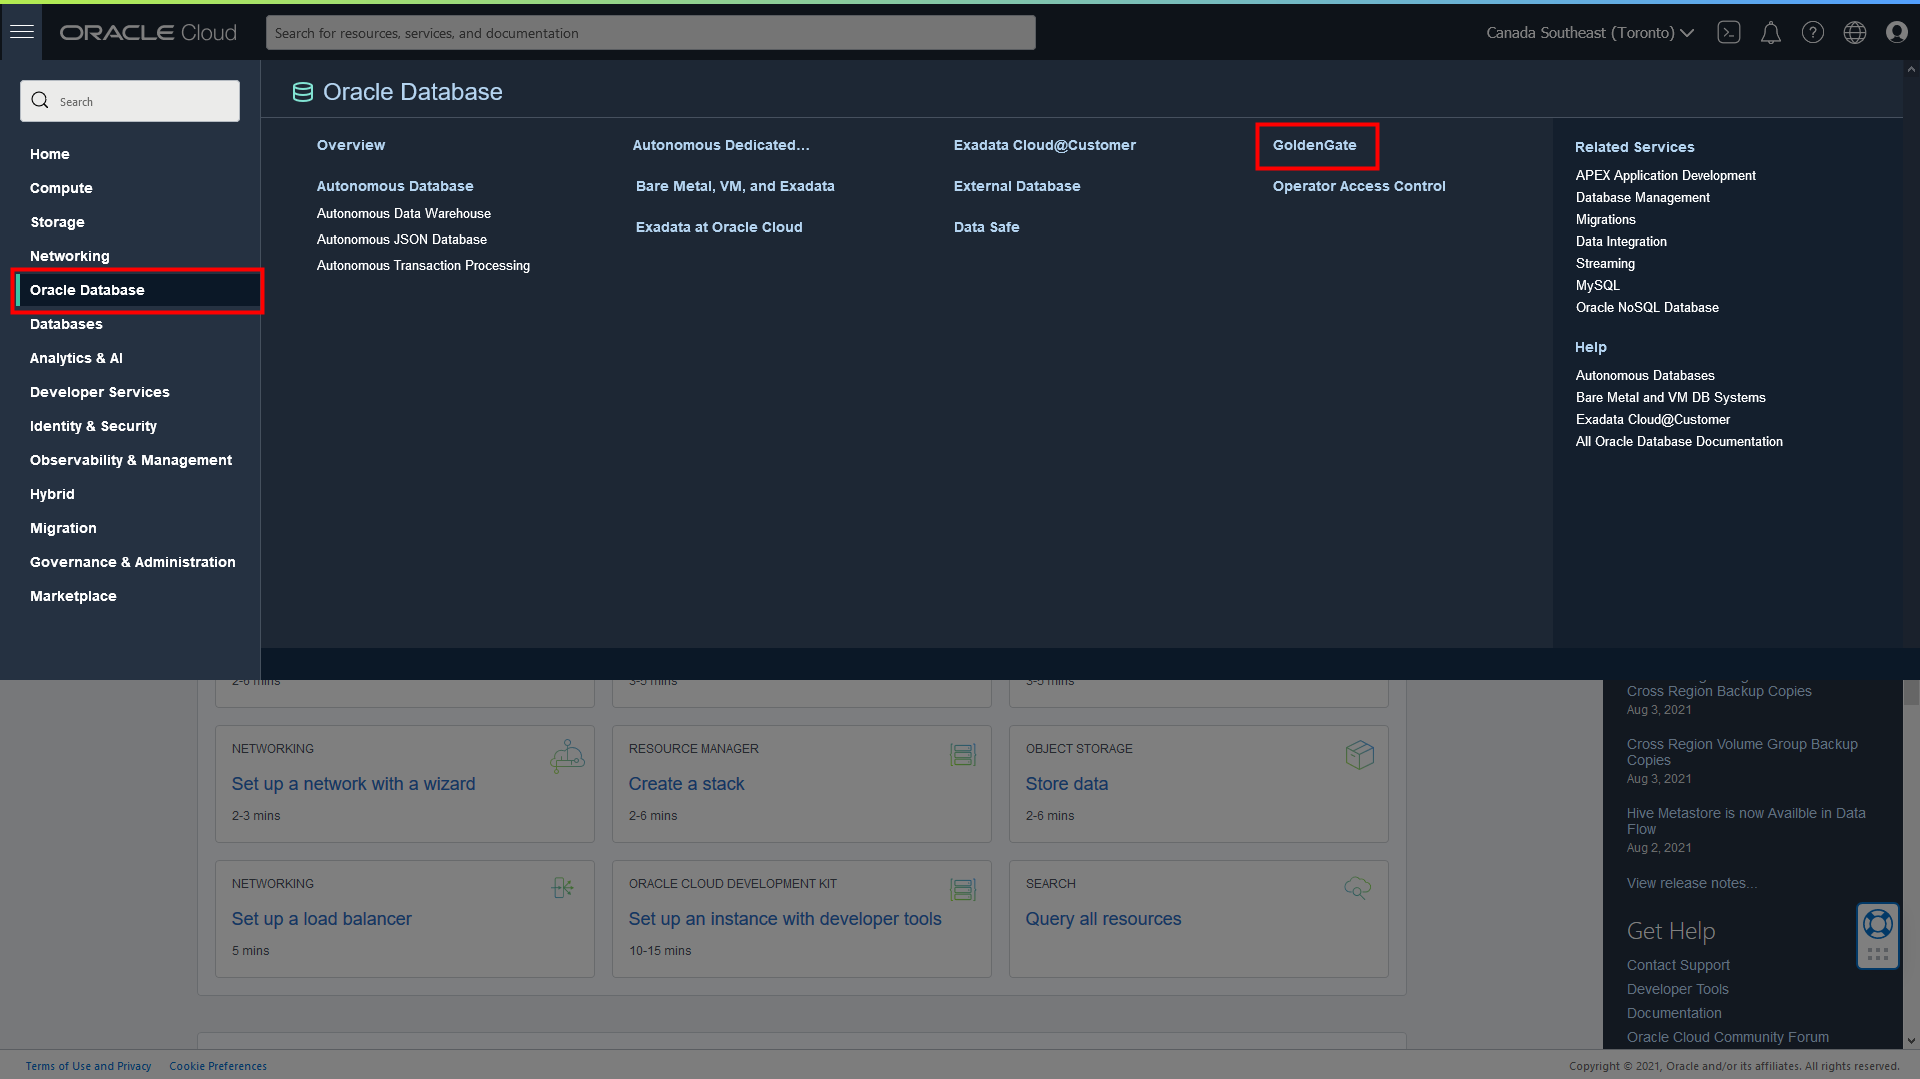 ORACLE Cloud
Search for resources, services, and documentation
Canada Southeast (Toronto)
Search
Home
Compute
Storage
Networking
Oracle Database
Databases
Analytics & AI
Developer Services
Identity & Security
Observability & Management
Hybrid
Migration
Governance & Administration
Marketplace
Oracle Database
Overview
Autonomous Database
Autonomous Data Warehouse
Autonomous JSON Database
Autonomous Transaction Processing
Autonomous Dedicated...
Bare Metal, VM, and Exadata
Exadata at Oracle Cloud
Exadata Cloud@Customer
External Database
Data Safe
GoldenGate
Operator Access Control
Related Services
APEX Application Development
Database Management
Migrations
Data Integration
Streaming
MySQL
Oracle NoSQL Database
Help
Autonomous Databases
Bare Metal and VM DB Systems
Exadata Cloud@Customer
All Oracle Database Documentation
2-6 mins
3-5 mins
3-5 mins
NETWORKING
Set up a network with a wizard
2-3 mins
RESOURCE MANAGER
Create a stack
2-6 mins
OBJECT STORAGE
Store data
2-6 mins
NETWORKING
Set up a load balancer
5 mins
ORACLE CLOUD DEVELOPMENT KIT
Set up an instance with developer tools
10-15 mins
SEARCH
Query all resources
Cross Region Backup Copies
Aug 3, 2021
Cross Region Volume Group Backup
Copies
Aug 3, 2021
Hive Metastore is now Availble in Data
Flow
Aug 2, 2021
View release notes...
Get Help
Contact Support
Developer Tools
Documentation
Oracle Cloud Community Forum
Terms of Use and Privacy
Cookie Preferences
Copyright © 2021, Oracle and/or its affiliates. All rights reserved.